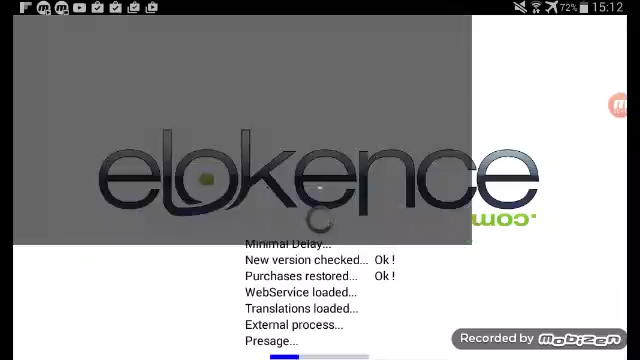 72% 15:12
elokence
.com
Minimal Delay...
New version checked... Ok !
Purchases restored... Ok !
WebService loaded...
Translations loaded...
External process...
Presage...
Recorded by MOBIZEN